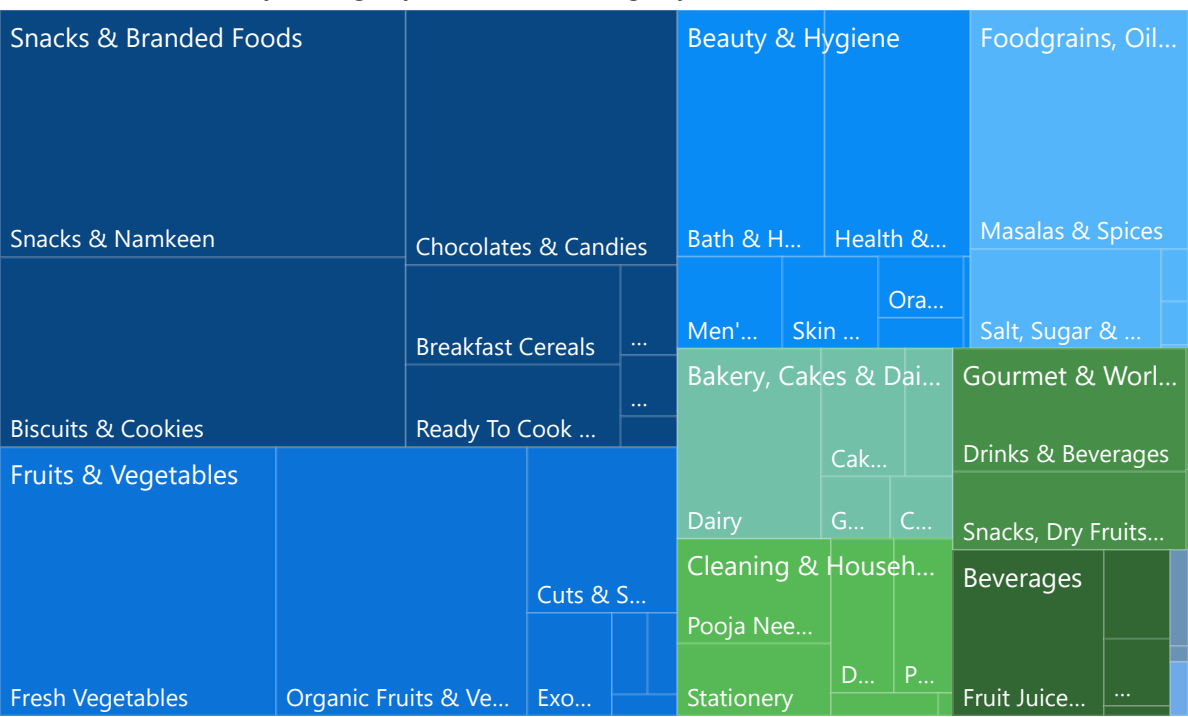 Snacks & Branded Foods
Snacks & Namkeen
Chocolates & Candies
Biscuits & Cookies
Breakfast Cereals
...
Ready To Cook ...
...
Fruits & Vegetables
Fresh Vegetables
Organic Fruits & Ve...
Cuts & S...
Exo...
Beauty & Hygiene
Bath & H...
Health &...
Men'...
Skin ...
Ora...
Foodgrains, Oil...
Masalas & Spices
Salt, Sugar & ...
Bakery, Cakes & Dai...
Dairy
Cak...
G...
C...
Gourmet & Worl...
Drinks & Beverages
Snacks, Dry Fruits...
Cleaning & Househ...
Pooja Nee...
Stationery
D...
P...
Beverages
Fruit Juice...
...